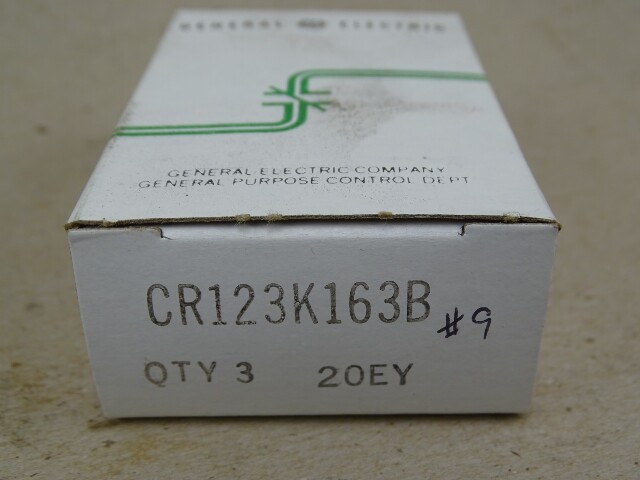 GENERAL ELECTRIC
GENERAL ELECTRIC COMPANY
GENERAL PURPOSE CONTROL DEPT
CR123K163B #9
QTY 3 20EY